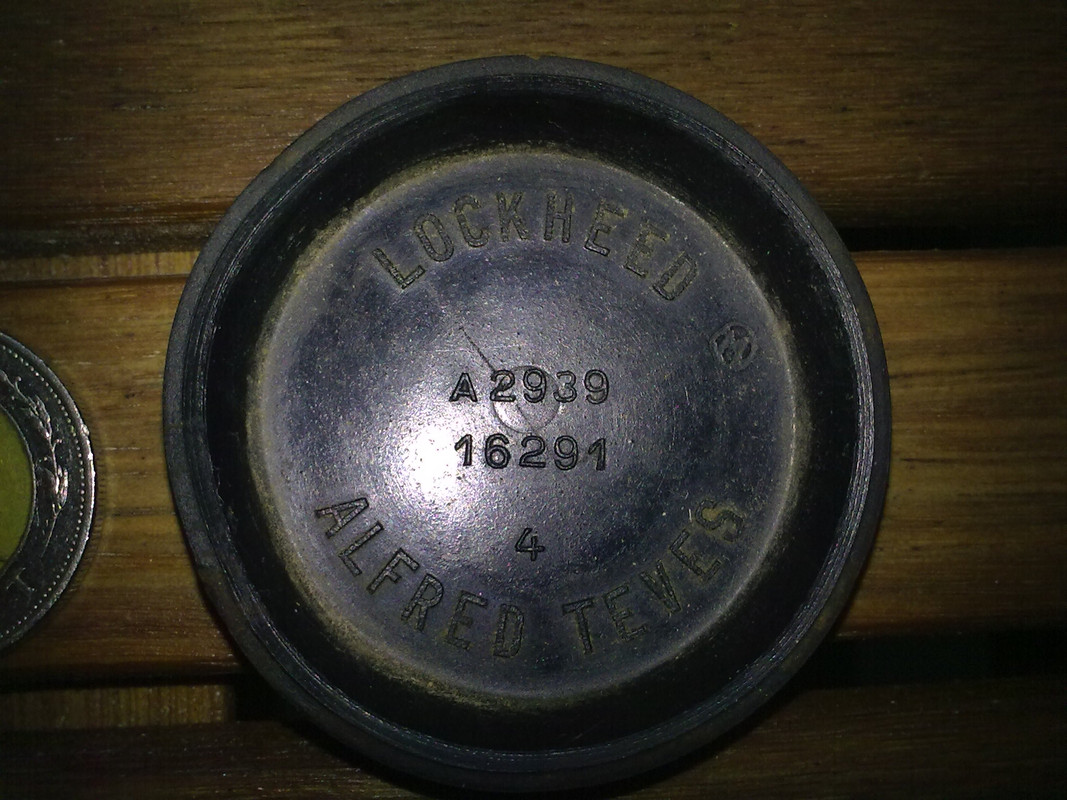 LOCKHEED
A2939
16291
4
ALFRED TEVES